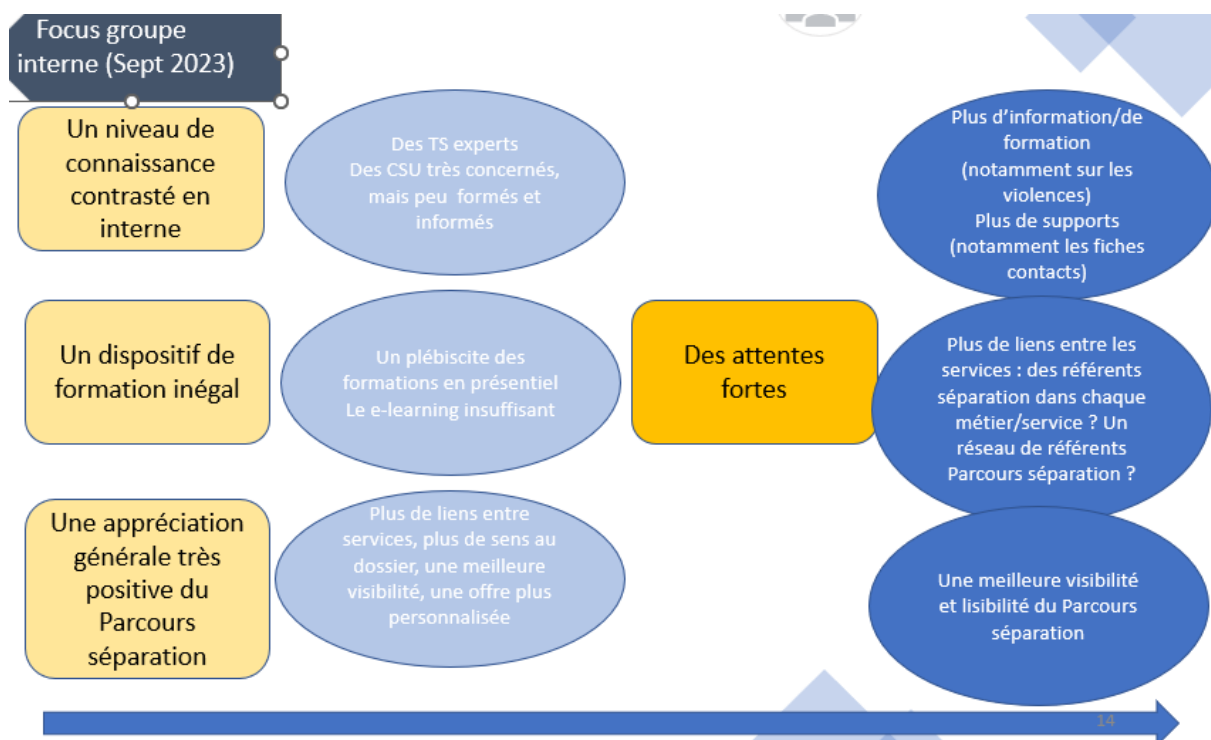 Focus groupe
interne (Sept 2023)
Un niveau de
connaissance
contrasté en
interne
Des TS experts
Des CSU très concernés,
mais peu formés et
informés
Plus d'information/de
formation
(notamment sur les
violences)
Plus de supports
(notamment les fiches
contacts)
Un dispositif de
formation inégal
Un plébiscite des
formations en présentiel
Le e-learning insuffisant
Des attentes
fortes
Plus de liens entre les
services : des référents
séparation dans chaque
métier/service ? Un
réseau de référents
Parcours séparation ?
Une appréciation
générale très
positive du
Parcours
séparation
Plus de liens entre
services, plus de sens au
dossier, une meilleure
visibilité, une offre plus
personnalisée
Une meilleure visibilité
et lisibilité du Parcours
séparation
14